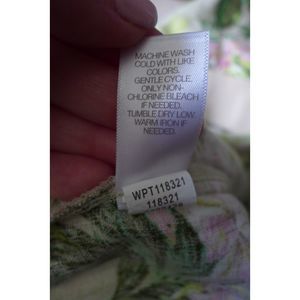 MACHINE WASH
COLD WITH LIKE
COLORS.
GENTLE CYCLE,
ONLY NON-
CHLORINE BLEACH
IF NEEDED.
TUMBLE DRY LOW.
WARM IRON IF
NEEDED.
WPT118321
118321